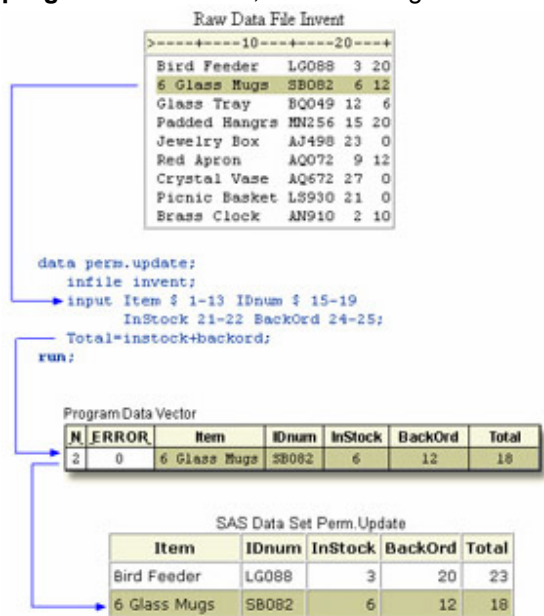 Raw Data File Invent
>----+----10---+----20---+
Bird Feeder LG088 3 20
6 Glass Mugs SB082 6 12
Glass Tray BQ049 12 6
Padded Hangrs MN256 15 20
Jewelry Box AJ498 23 0
Red Apron AQ072 9 12
Crystal Vase AQ672 27 0
Picnic Basket LS930 21 0
Brass Clock AN910 2 10
data perm.update;
infile invent;
input Item $ 1-13 IDnum $ 15-19
InStock 21-22 BackOrd 24-25;
Total=instock+backord;
run;
Program Data Vector
_N_ _ERROR_ Item IDnum InStock BackOrd Total
2 0 6 Glass Mugs SB082 6 12 18
SAS Data Set Perm.Update
Item IDnum InStock BackOrd Total
Bird Feeder LG088 3 20 23
6 Glass Mugs SB082 6 12 18